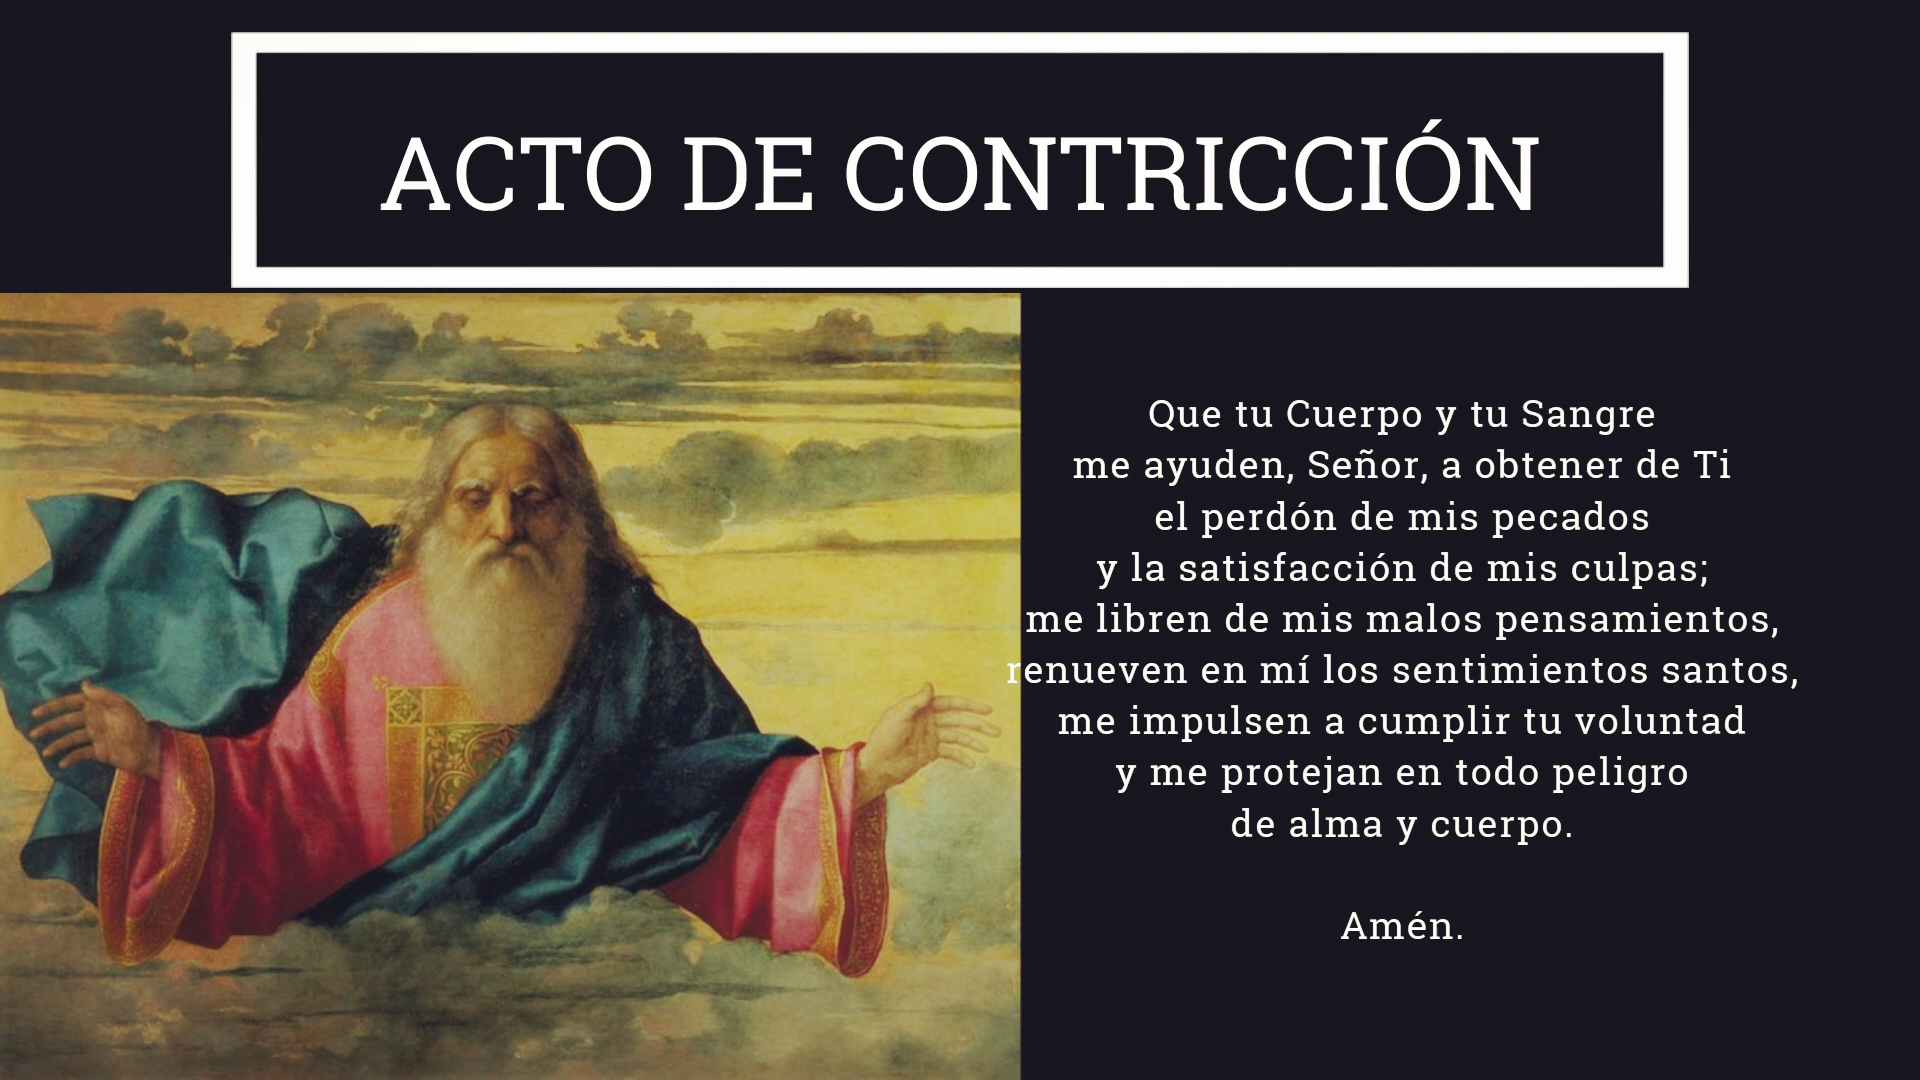 ACTO DE CONTRICCIÓN
Que tu Cuerpo y tu Sangre
me ayuden, Señor, a obtener de Ti
el perdón de mis pecados
y la satisfacción de mis culpas;
me libren de mis malos pensamientos,
renueven en mí los sentimientos santos,
me impulsen a cumplir tu voluntad
y me protejan en todo peligro
de alma y cuerpo.
Amén.